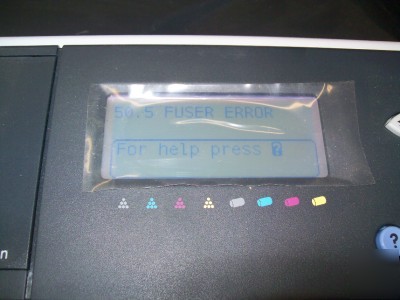 50.5 FUSER ERROR
For help press ?
n
?